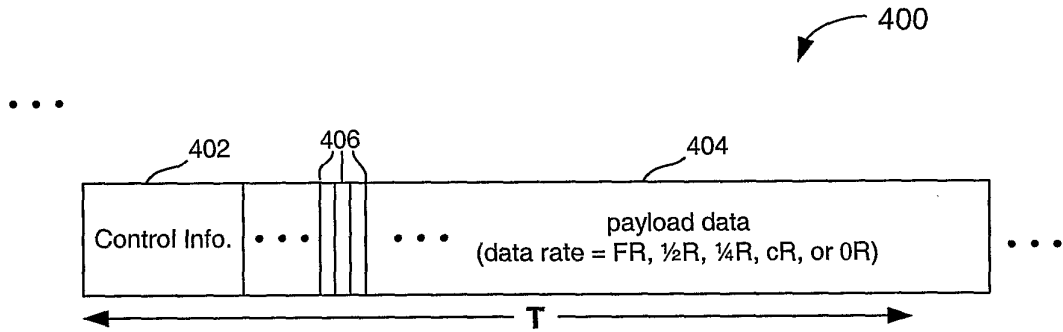 400
402
406
404
Control Info.
payload data
(data rate = FR, ½R, ¼R, cR, or 0R)
T